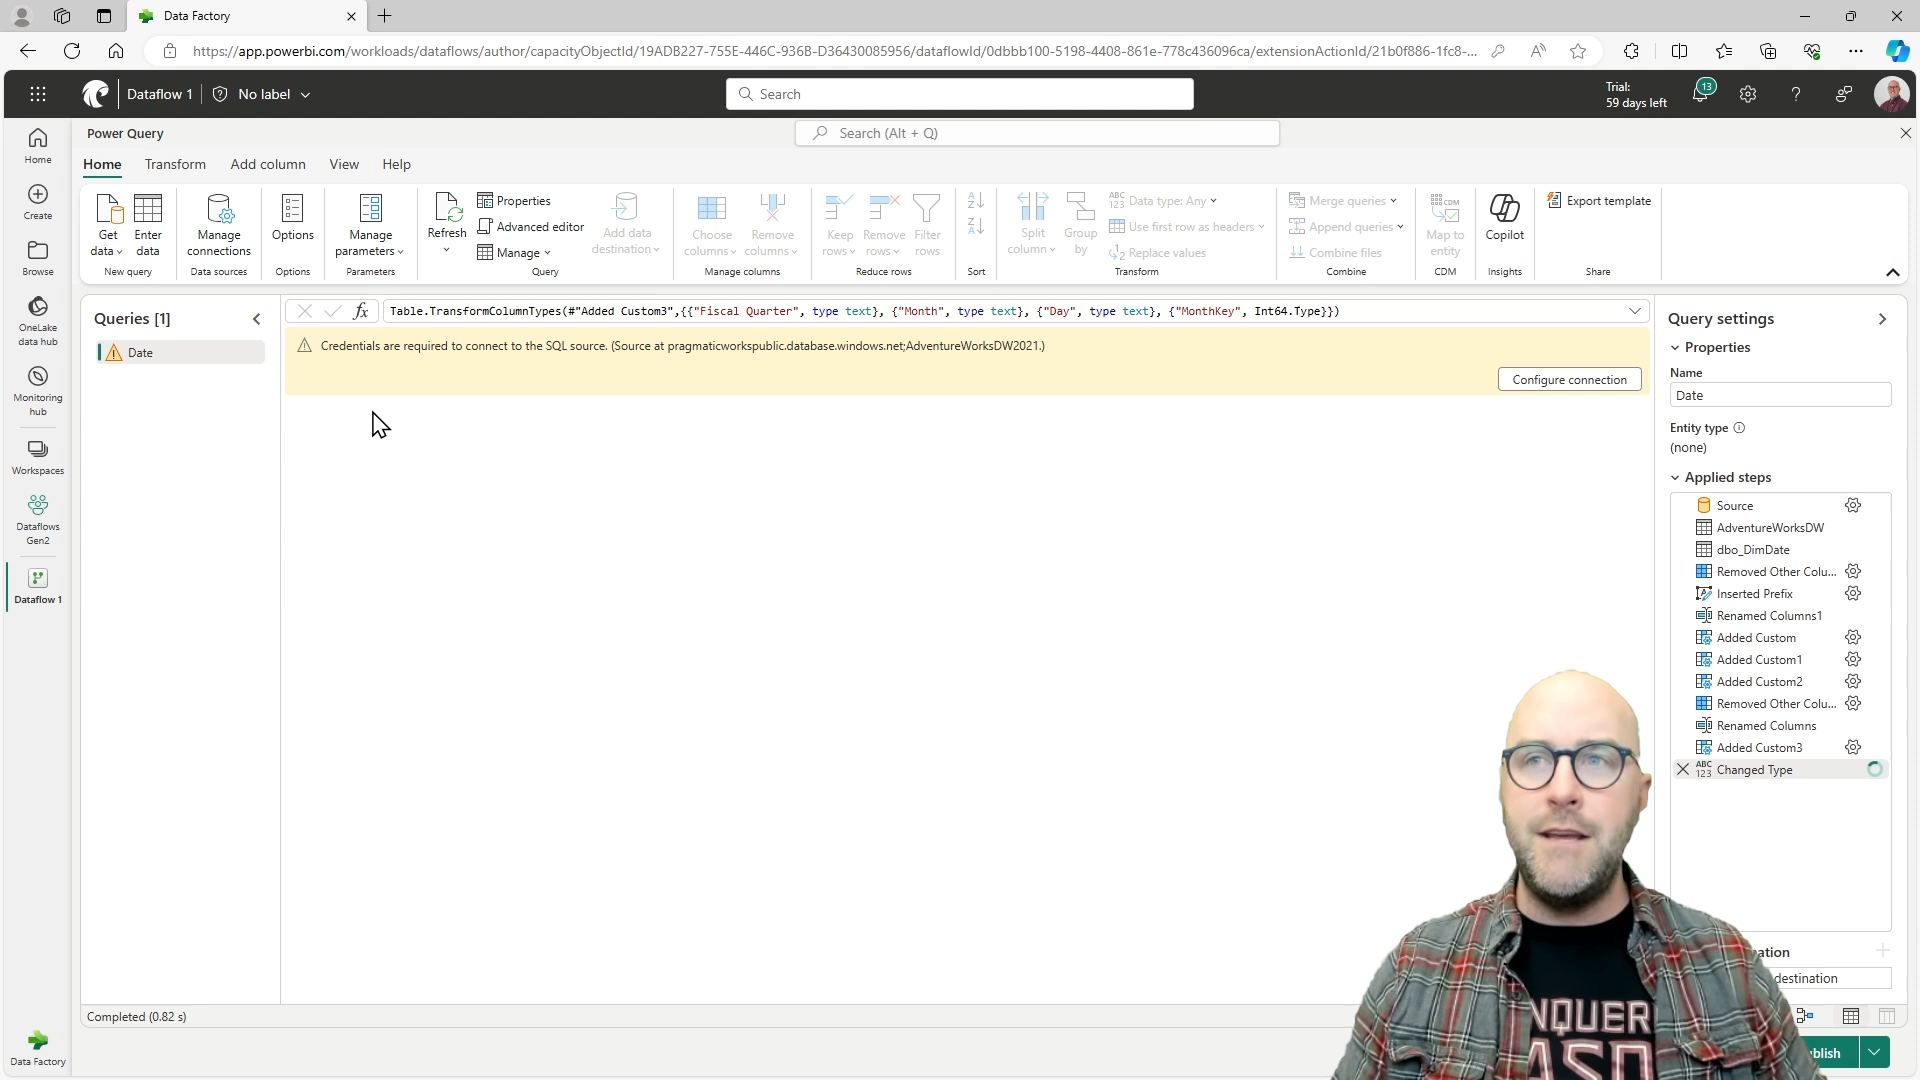 Data Factory
https://app.powerbi.com/workloads/dataflows/author/capacityObjectId/19ADB227-755E-446C-936B-D36430085956/dataflowId/0dbbb100-5198-4408-861e-778c436096ca/extensionActionId/21b0f886-1fc8-...
Dataflow 1
No label
Search
Trial:
59 days left
13
Power Query
Search (Alt + Q)
Home
Transform
Add column
View
Help
Get data
Enter data
New query
Manage connections
Data sources
Options
Options
Manage parameters
Parameters
Refresh
Properties
Advanced editor
Manage
Query
Add data destination
Choose columns
Remove columns
Manage columns
Keep rows
Remove rows
Filter rows
Reduce rows
Sort
Split column
Group by
Data type: Any
Use first row as headers
Replace values
Transform
Merge queries
Append queries
Combine files
Combine
Map to entity
CDM
Copilot
Insights
Export template
Share
Home
Create
Browse
OneLake data hub
Monitoring hub
Workspaces
Dataflows Gen2
Dataflow 1
Data Factory
Queries [1]
Date
fx
Table.TransformColumnTypes(#"Added Custom3",{{"Fiscal Quarter", type text}, {"Month", type text}, {"Day", type text}, {"MonthKey", Int64.Type}})
Credentials are required to connect to the SQL source. (Source at pragmaticworkspublic.database.windows.net;AdventureWorksDW2021.)
Configure connection
Query settings
Properties
Name
Date
Entity type
(none)
Applied steps
Source
AdventureWorksDW
dbo_DimDate
Removed Other Colu...
Inserted Prefix
Renamed Columns1
Added Custom
Added Custom1
Added Custom2
Removed Other Colu...
Renamed Columns
Added Custom3
ABC 123 Changed Type
destination
Completed (0.82 s)